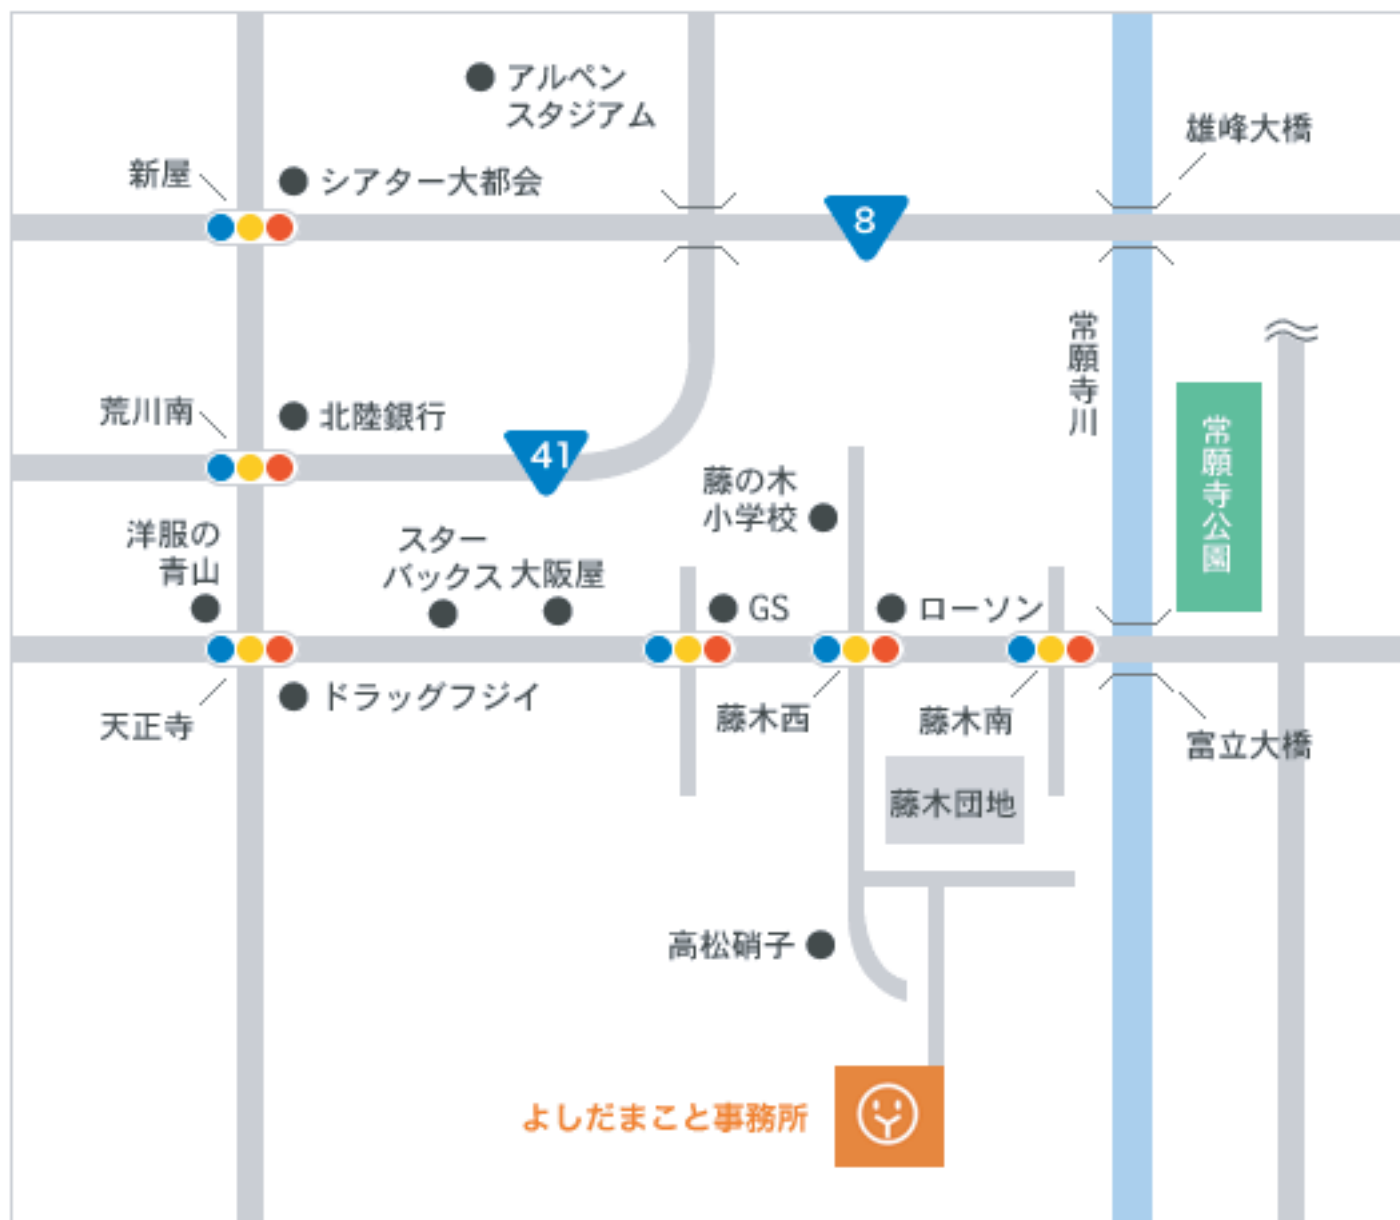 アルペン
スタジアム
雄峰大橋
新屋
シアター大都会
8
常願寺川
荒川南
北陸銀行
41
常願寺公園
藤の木
小学校
洋服の
青山
スター
バックス
大阪屋
GS
ローソン
天正寺
ドラッグフジイ
藤木西
藤木南
富立大橋
藤木団地
高松硝子
よしだまこと事務所